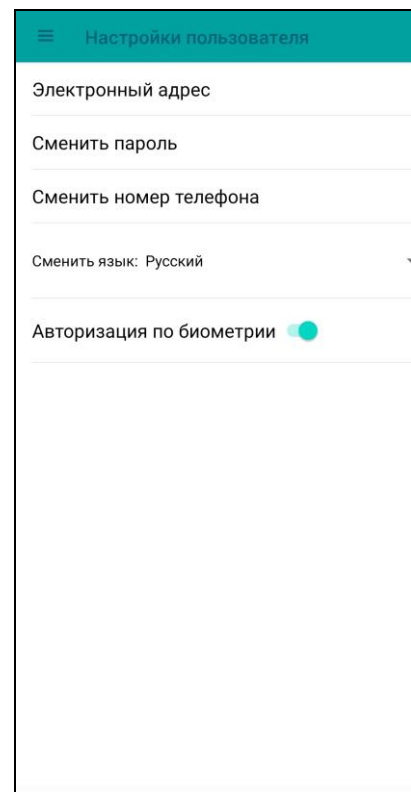 Настройки пользователя
Электронный адрес
Сменить пароль
Сменить номер телефона
Сменить язык: Русский
Авторизация по биометрии